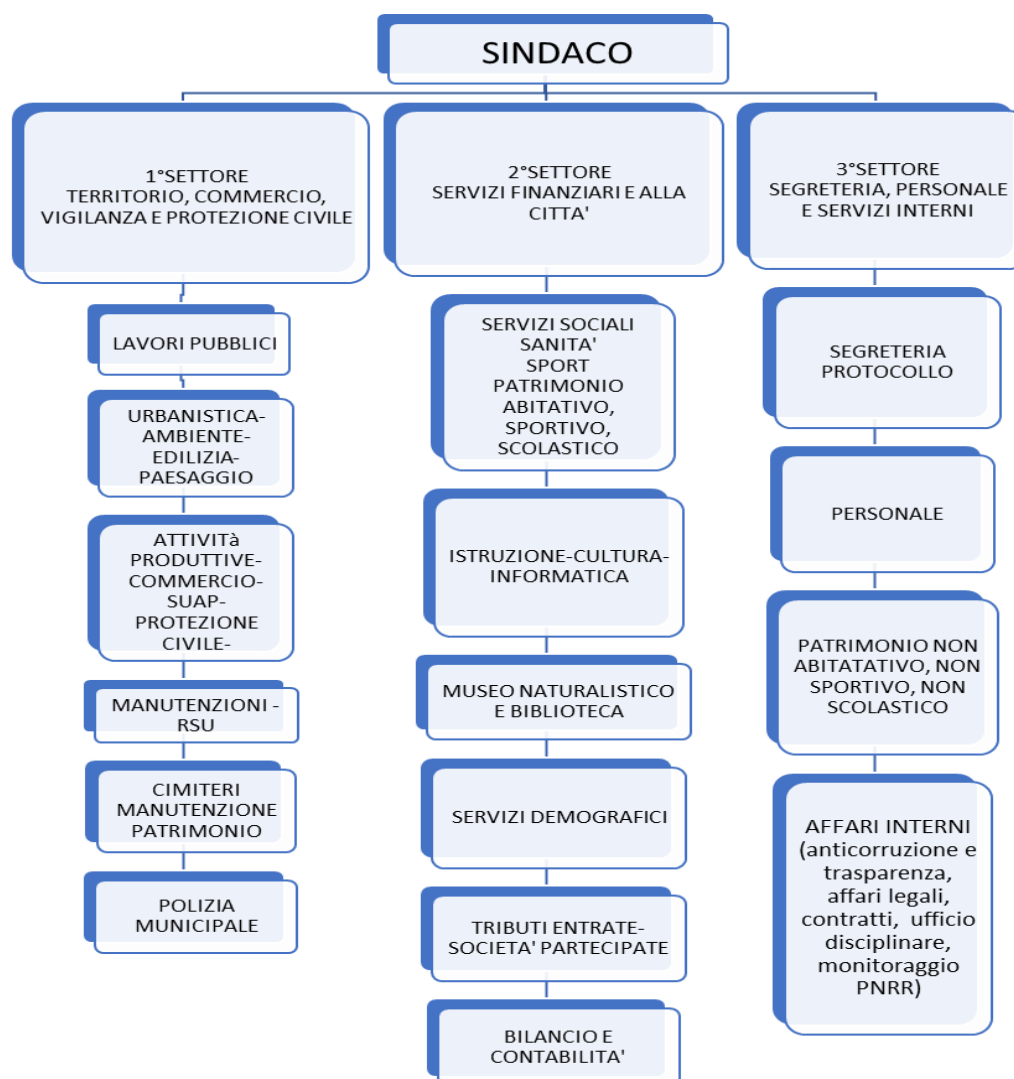 SINDACO
1°SETTORE
TERRITORIO, COMMERCIO,
VIGILANZA E PROTEZIONE CIVILE
LAVORI PUBBLICI
URBANISTICA-
AMBIENTE-
EDILIZIA-
PAESAGGIO
ATTIVITà
PRODUTTIVE-
COMMERCIO-
SUAP-
PROTEZIONE
CIVILE-
MANUTENZIONI -
RSU
CIMITERI
MANUTENZIONE
PATRIMONIO
POLIZIA
MUNICIPALE
2°SETTORE
SERVIZI FINANZIARI E ALLA
CITTA'
SERVIZI SOCIALI
SANITA'
SPORT
PATRIMONIO
ABITATIVO,
SPORTIVO,
SCOLASTICO
ISTRUZIONE-CULTURA-
INFORMATICA
MUSEO NATURALISTICO
E BIBLIOTECA
SERVIZI DEMOGRAFICI
TRIBUTI ENTRATE-
SOCIETA' PARTECIPATE
BILANCIO E
CONTABILITA'
3°SETTORE
SEGRETERIA, PERSONALE
E SERVIZI INTERNI
SEGRETERIA
PROTOCOLLO
PERSONALE
PATRIMONIO NON
ABITATATIVO, NON
SPORTIVO, NON
SCOLASTICO
AFFARI INTERNI
(anticorruzione e
trasparenza,
affari legali,
contratti, ufficio
disciplinare,
monitoraggio
PNRR)